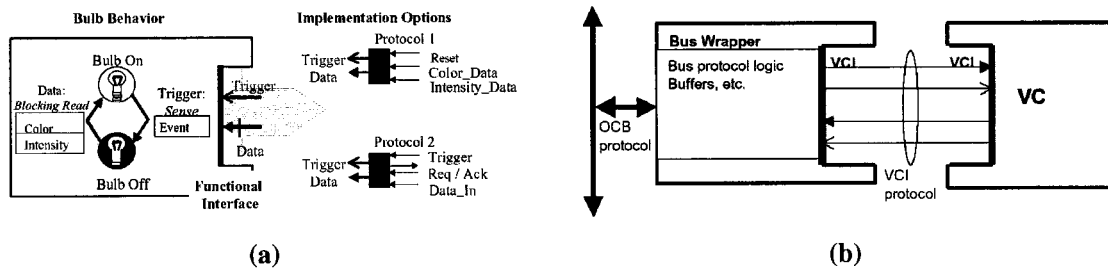 Bulb Behavior
Bulb On
Data:
Blocking Read
Color
Intensity
Trigger:
Sense
Event
Bulb Off
Trigger
Data
Functional
Interface
Implementation Options
Protocol 1
Trigger
Data
Reset
Color_Data
Intensity_Data
Protocol 2
Trigger
Data
Trigger
Req / Ack
Data_In
(a)
OCB
protocol
Bus Wrapper
Bus protocol logic
Buffers, etc.
VCI
VCI
VC
VCI
protocol
(b)